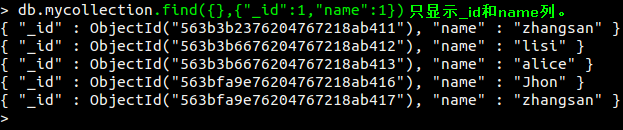 > db.mycollection.find({},{"_id":1,"name":1})只显示_id和name列。
{ "_id" : ObjectId("563b3b2376204767218ab411"), "name" : "zhangsan" }
{ "_id" : ObjectId("563b3b6676204767218ab412"), "name" : "lisi" }
{ "_id" : ObjectId("563b3b6676204767218ab413"), "name" : "alice" }
{ "_id" : ObjectId("563bfa9e76204767218ab416"), "name" : "Jhon" }
{ "_id" : ObjectId("563bfa9e76204767218ab417"), "name" : "zhangsan" }
>